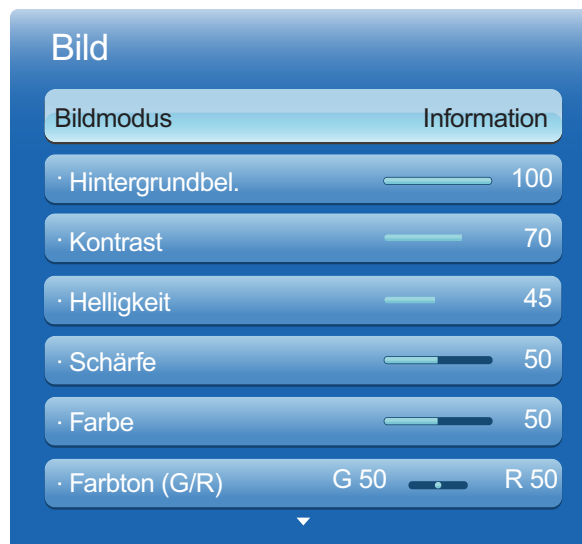 Bild
Bildmodus Information
· Hintergrundbel. 100
· Kontrast 70
· Helligkeit 45
· Schärfe 50
· Farbe 50
· Farbton (G/R) G 50 R 50